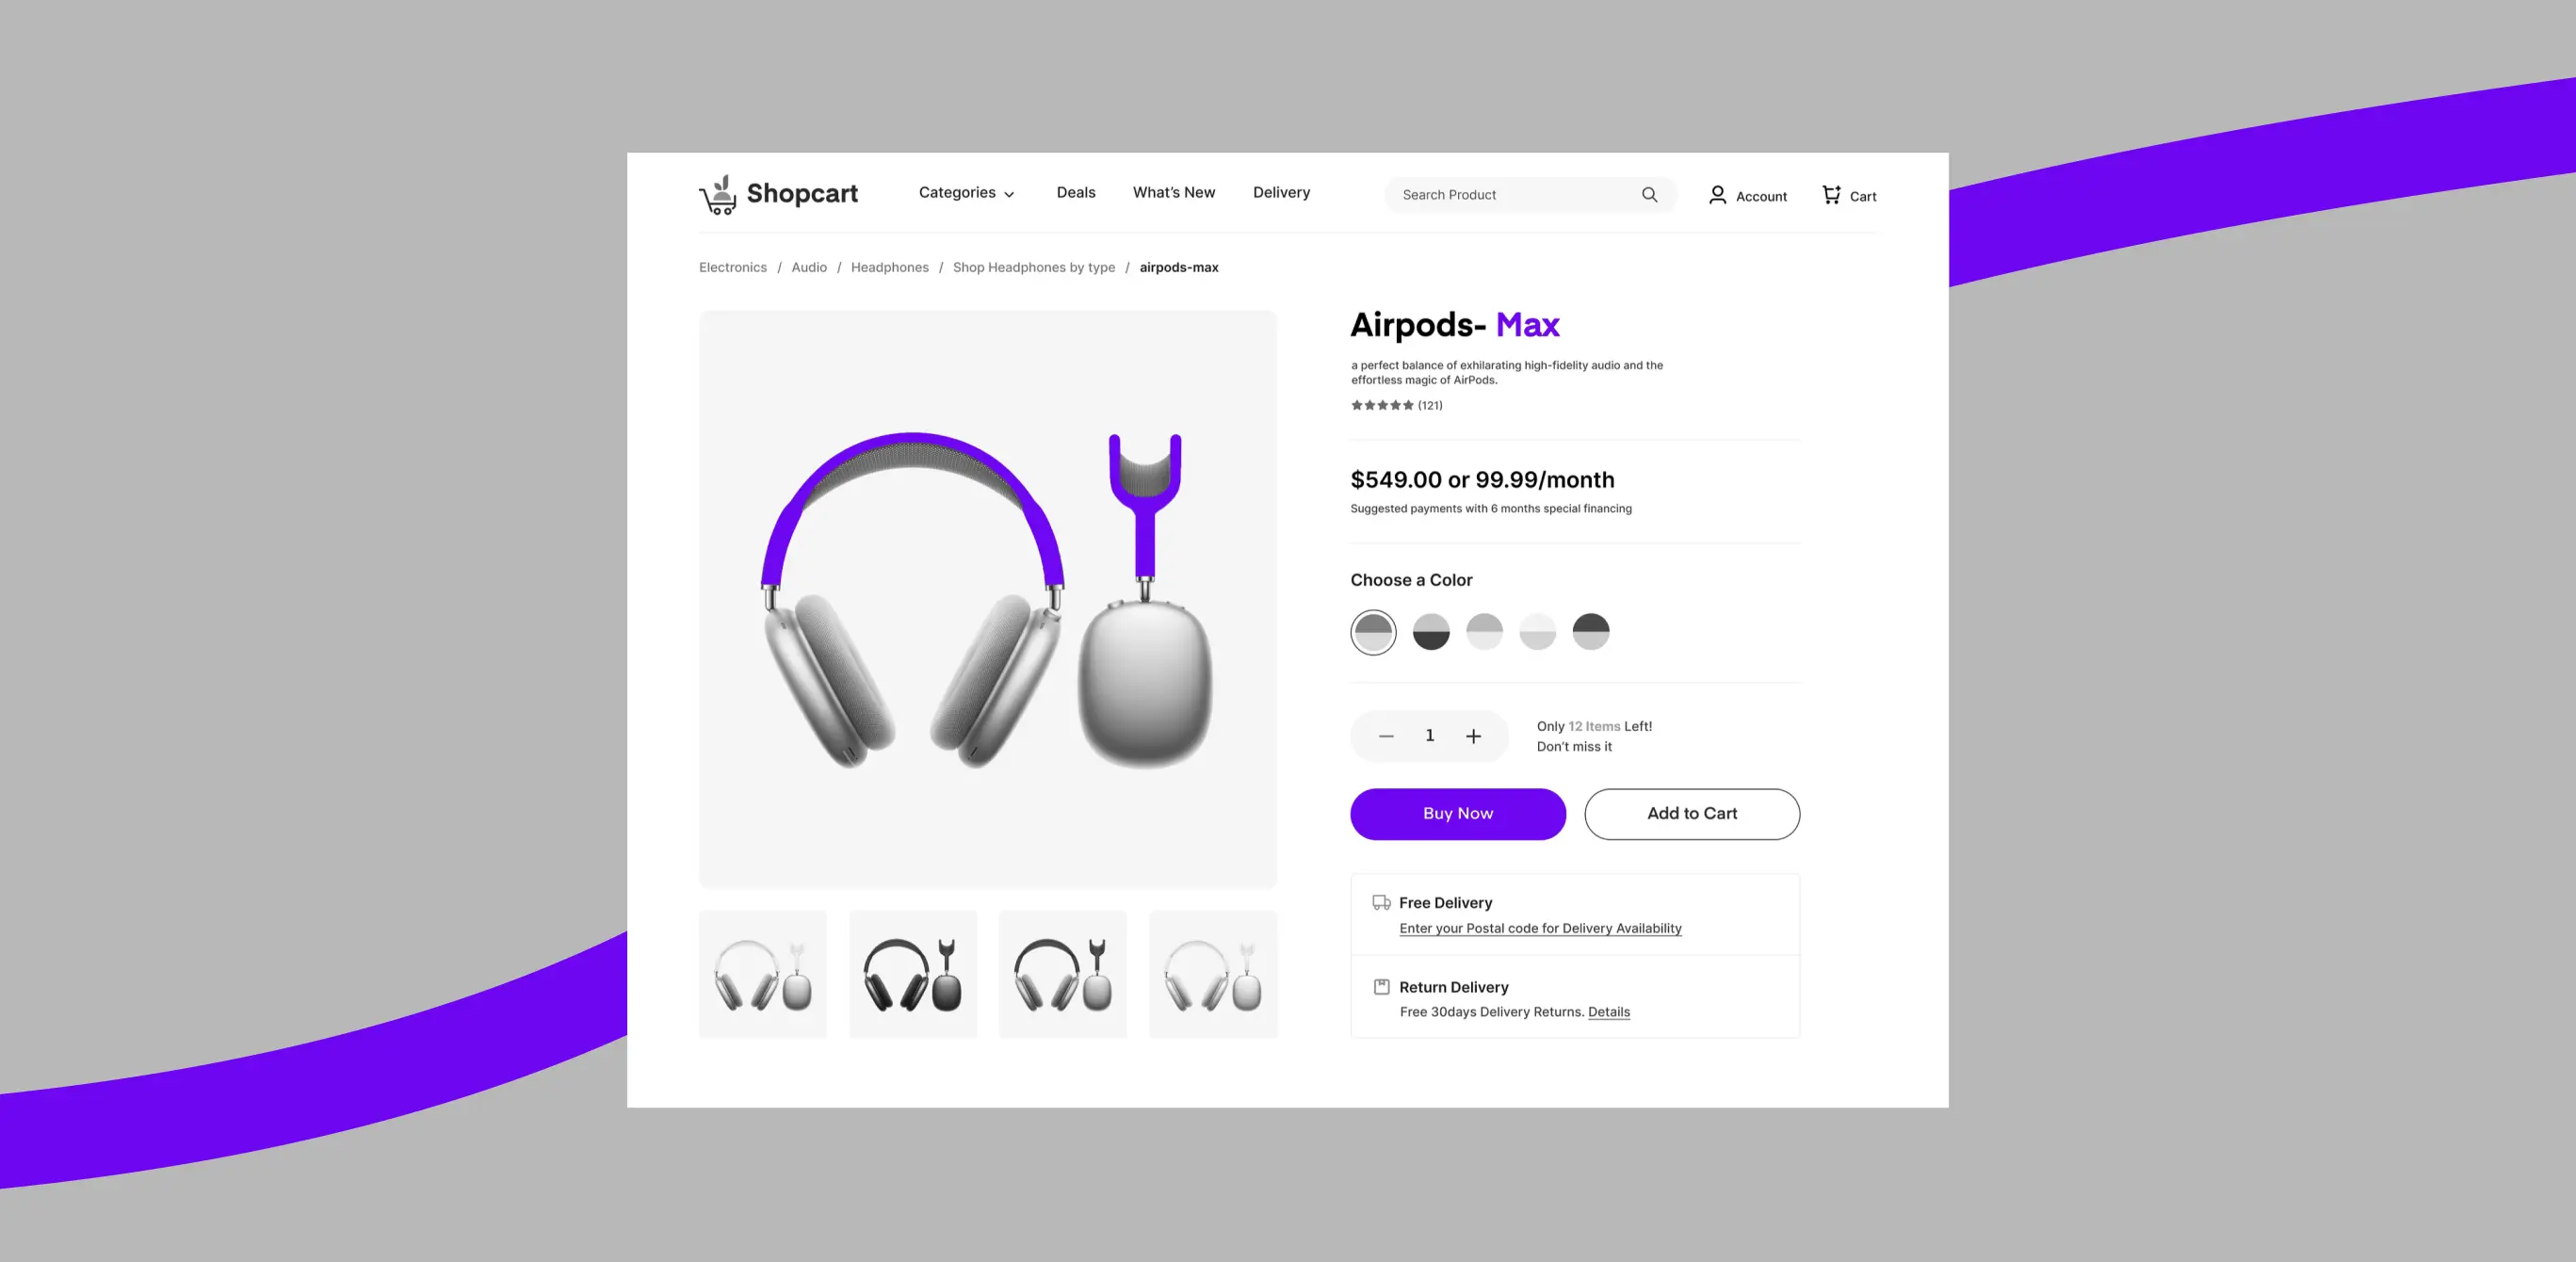 Shopcart
Categories
Deals
What's New
Delivery
Search Product
Account
Cart
Electronics / Audio / Headphones / Shop Headphones by type / airpods-max
Airpods- Max
a perfect balance of exhilarating high-fidelity audio and the
effortless magic of AirPods.
(121)
$549.00 or 99.99/month
Suggested payments with 6 months special financing
Choose a Color
1
Only 12 Items Left!
Don't miss it
Buy Now
Add to Cart
Free Delivery
Enter your Postal code for Delivery Availability
Return Delivery
Free 30days Delivery Returns. Details